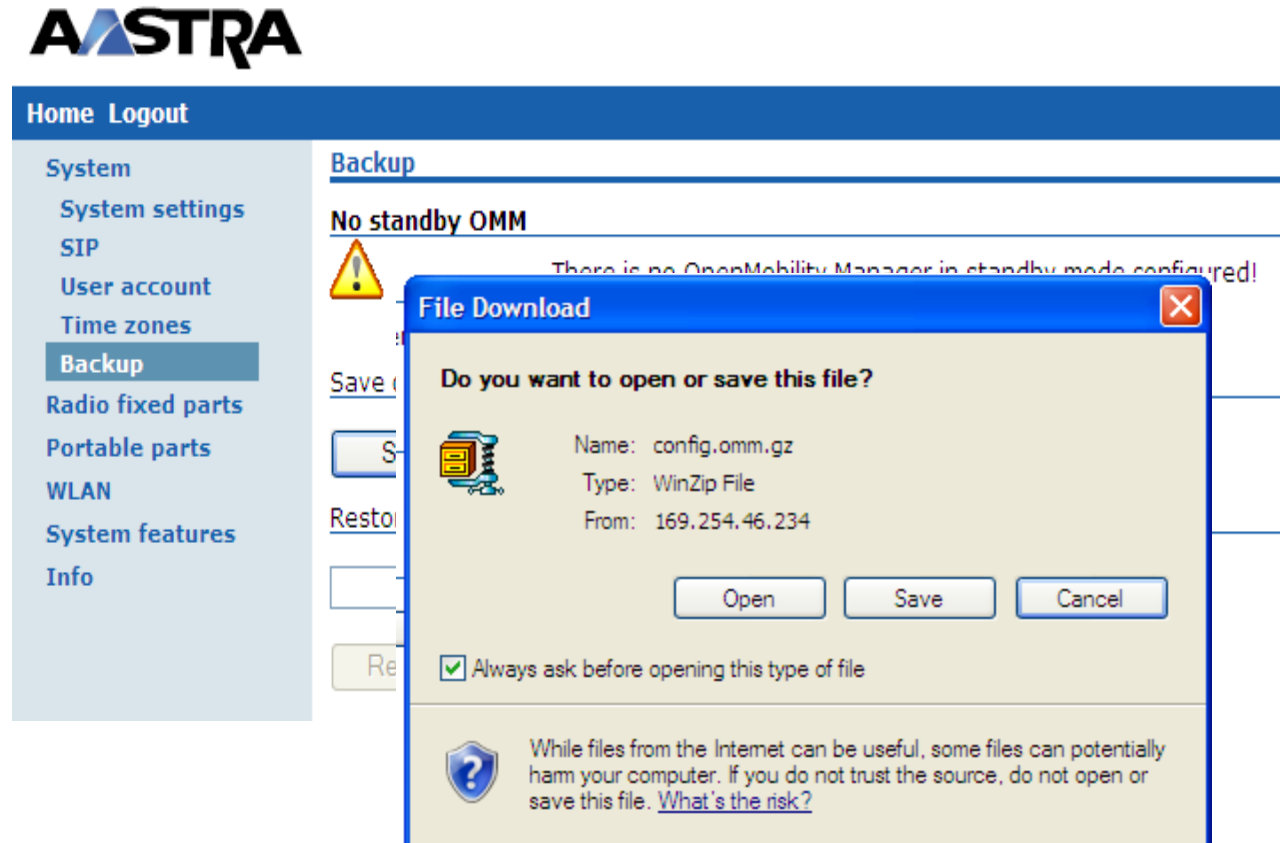 AASTRA
Home Logout
System
System settings
SIP
User account
Time zones
Backup
Radio fixed parts
Portable parts
WLAN
System features
Info
Backup
No standby OMM
There is no OpenMobility Manager in standby mode configured!
Save
File Download
Do you want to open or save this file?
Name: config.omm.gz
Type: WinZip File
From: 169.254.46.234
Open Save Cancel
Always ask before opening this type of file
While files from the Internet can be useful, some files can potentially
harm your computer. If you do not trust the source, do not open or
save this file. What's the risk?